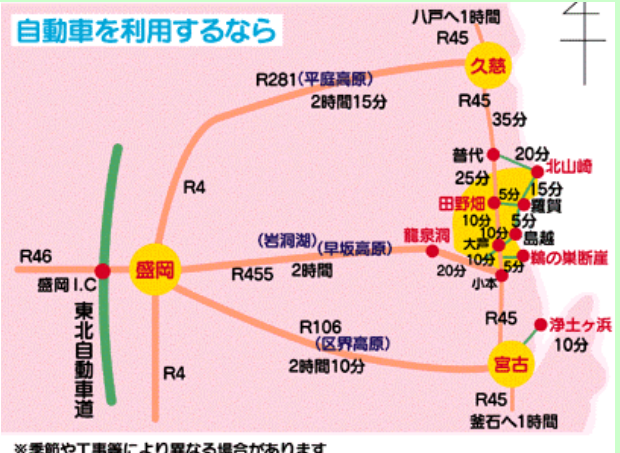 自動車を利用するなら
八戸へ1時間
R45
久慈
R281(平庭高原)
2時間15分
R45
35分
普代
20分
北山崎
25分
15分
R4
田野畑
5分
羅賀
10分
5分
(岩洞湖)
(早坂高原)
龍泉洞
10分
島越
大芦
R46
盛岡
10分
鵜の巣断崖
盛岡I.C
R455
2時間
20分
5分
小本
東北自動車道
R106
(区界高原)
R45
浄土ヶ浜
10分
2時間10分
宮古
R4
R45
釜石へ1時間
※季節や工事等により異なる場合があります